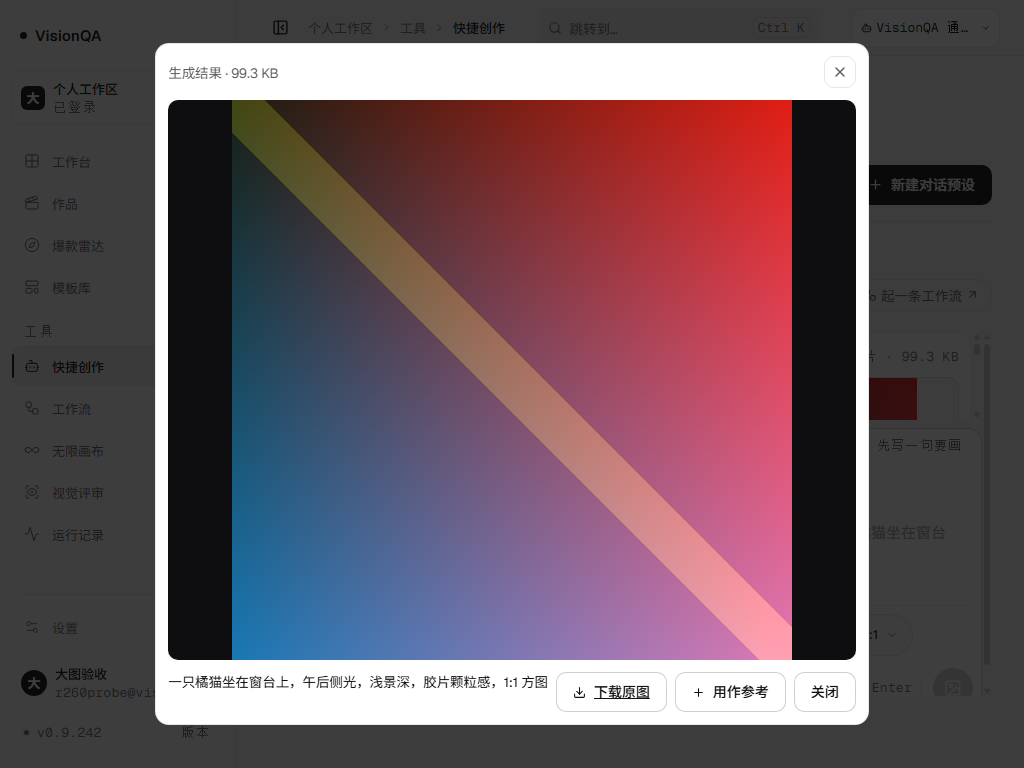 VisionQA
个人工作区
工具
快捷创作
跳转到…
Ctrl K
VisionQA 通…
个人工作区
已登录
工作台
作品
爆款雷达
模板库
工具
快捷创作
工作流
无限画布
视觉评审
运行记录
设置
大
大图验收
r260probe@vis
v0.9.242
版本
新建对话预设
起一条工作流
片 · 99.3 KB
先写一句要画
猫坐在窗台
:1
Enter
生成结果 · 99.3 KB
一只橘猫坐在窗台上，午后侧光，浅景深，胶片颗粒感，1:1 方图
下载原图
用作参考
关闭